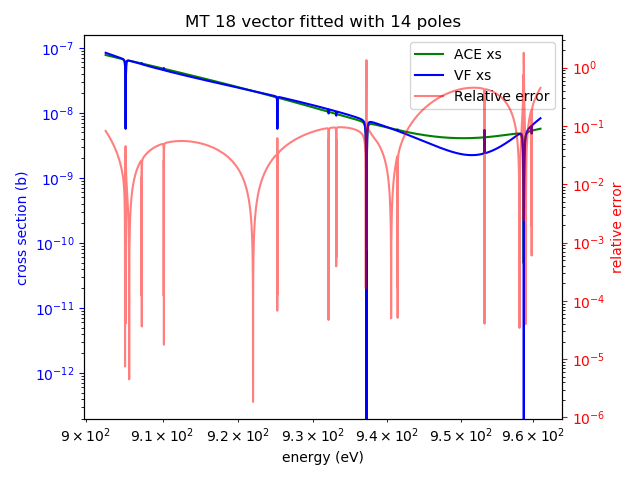 MT 18 vector fitted with 14 poles
10⁻⁷
10⁻⁸
10⁻⁹
10⁻¹⁰
10⁻¹¹
10⁻¹²
cross section (b)
ACE xs
VF xs
Relative error
10⁰
10⁻¹
10⁻²
10⁻³
10⁻⁴
10⁻⁵
10⁻⁶
relative error
9 × 10² 9.1 × 10² 9.2 × 10² 9.3 × 10² 9.4 × 10² 9.5 × 10² 9.6 × 10²
energy (eV)